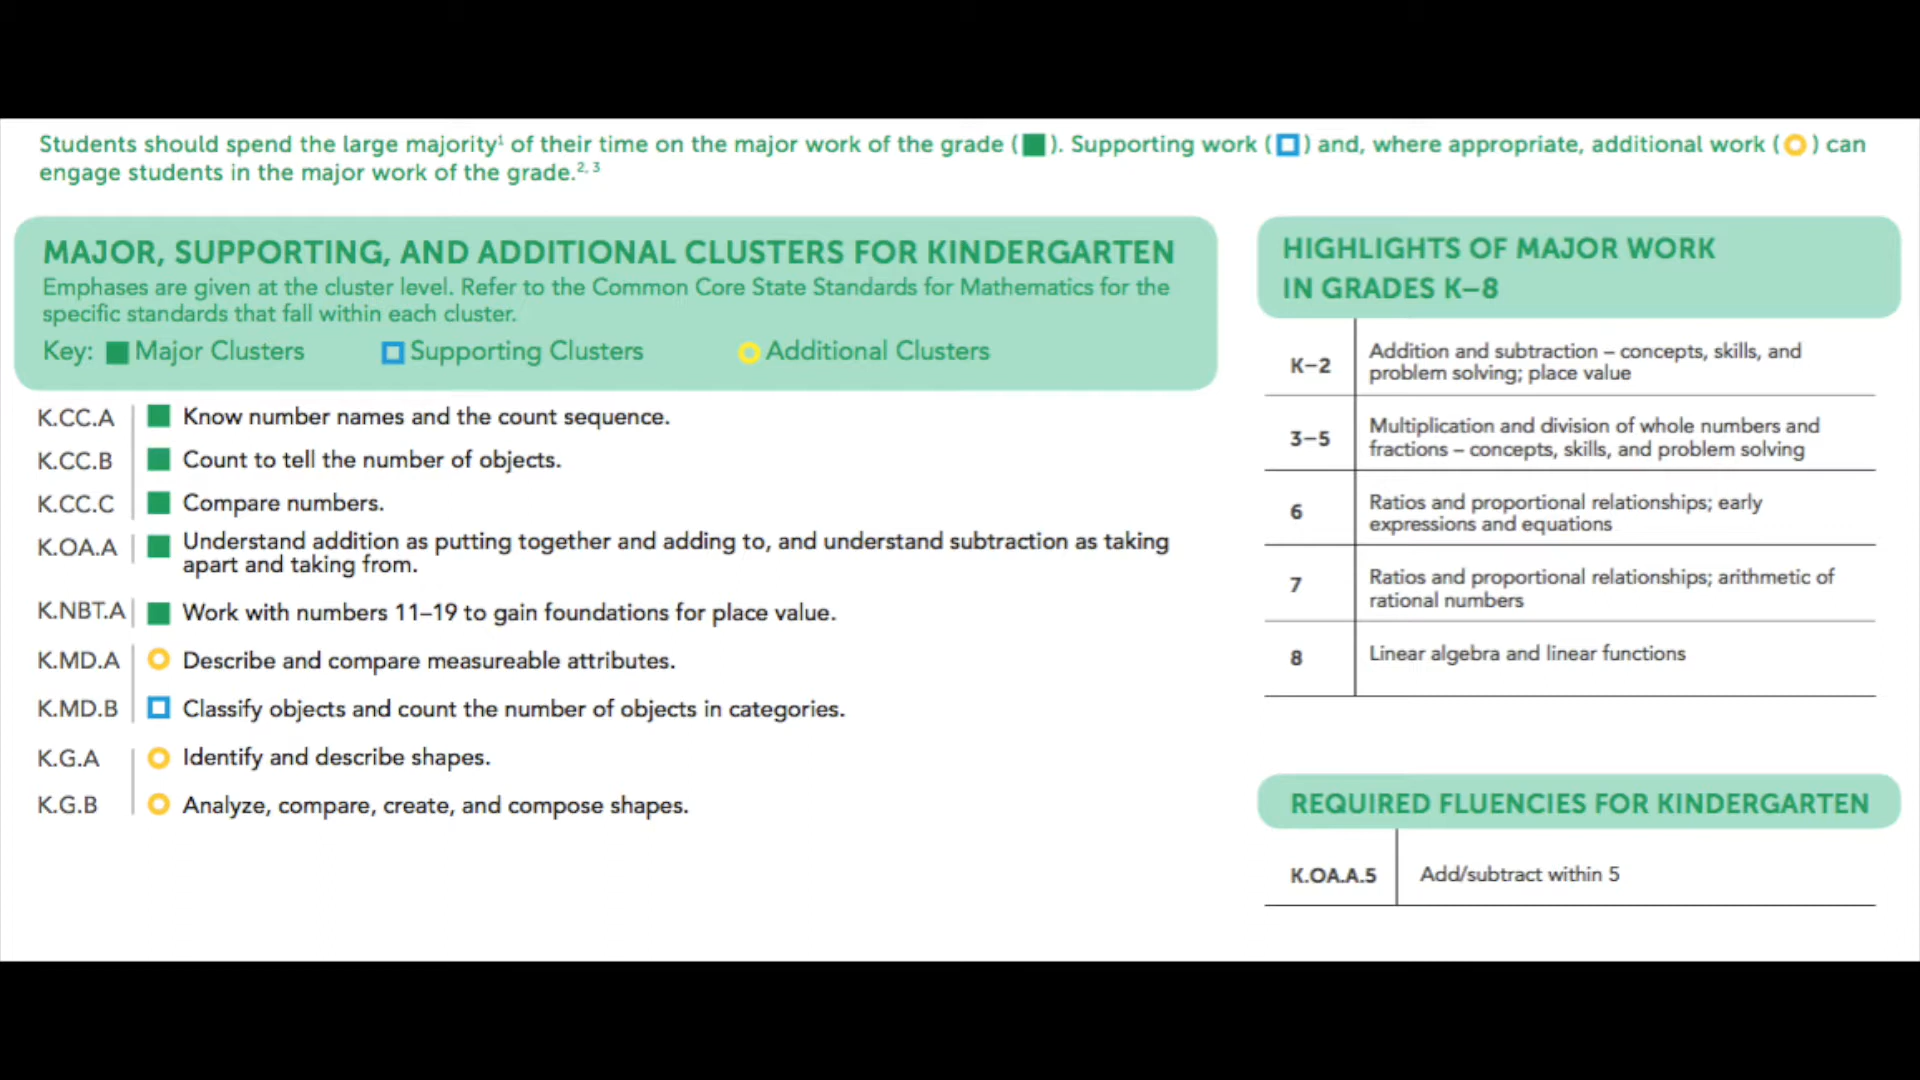 Students should spend the large majority¹ of their time on the major work of the grade (■). Supporting work (□) and, where appropriate, additional work (○) can
engage students in the major work of the grade.²,³
MAJOR, SUPPORTING, AND ADDITIONAL CLUSTERS FOR KINDERGARTEN
Emphases are given at the cluster level. Refer to the Common Core State Standards for Mathematics for the
specific standards that fall within each cluster.
Key: ■ Major Clusters □ Supporting Clusters ○ Additional Clusters
K.CC.A ■ Know number names and the count sequence.
K.CC.B ■ Count to tell the number of objects.
K.CC.C ■ Compare numbers.
K.OA.A ■ Understand addition as putting together and adding to, and understand subtraction as taking
apart and taking from.
K.NBT.A ■ Work with numbers 11–19 to gain foundations for place value.
K.MD.A ○ Describe and compare measureable attributes.
K.MD.B □ Classify objects and count the number of objects in categories.
K.G.A ○ Identify and describe shapes.
K.G.B ○ Analyze, compare, create, and compose shapes.
HIGHLIGHTS OF MAJOR WORK
IN GRADES K–8
K–2 Addition and subtraction – concepts, skills, and
problem solving; place value
3–5 Multiplication and division of whole numbers and
fractions – concepts, skills, and problem solving
6 Ratios and proportional relationships; early
expressions and equations
7 Ratios and proportional relationships; arithmetic of
rational numbers
8 Linear algebra and linear functions
REQUIRED FLUENCIES FOR KINDERGARTEN
K.OA.A.5 Add/subtract within 5